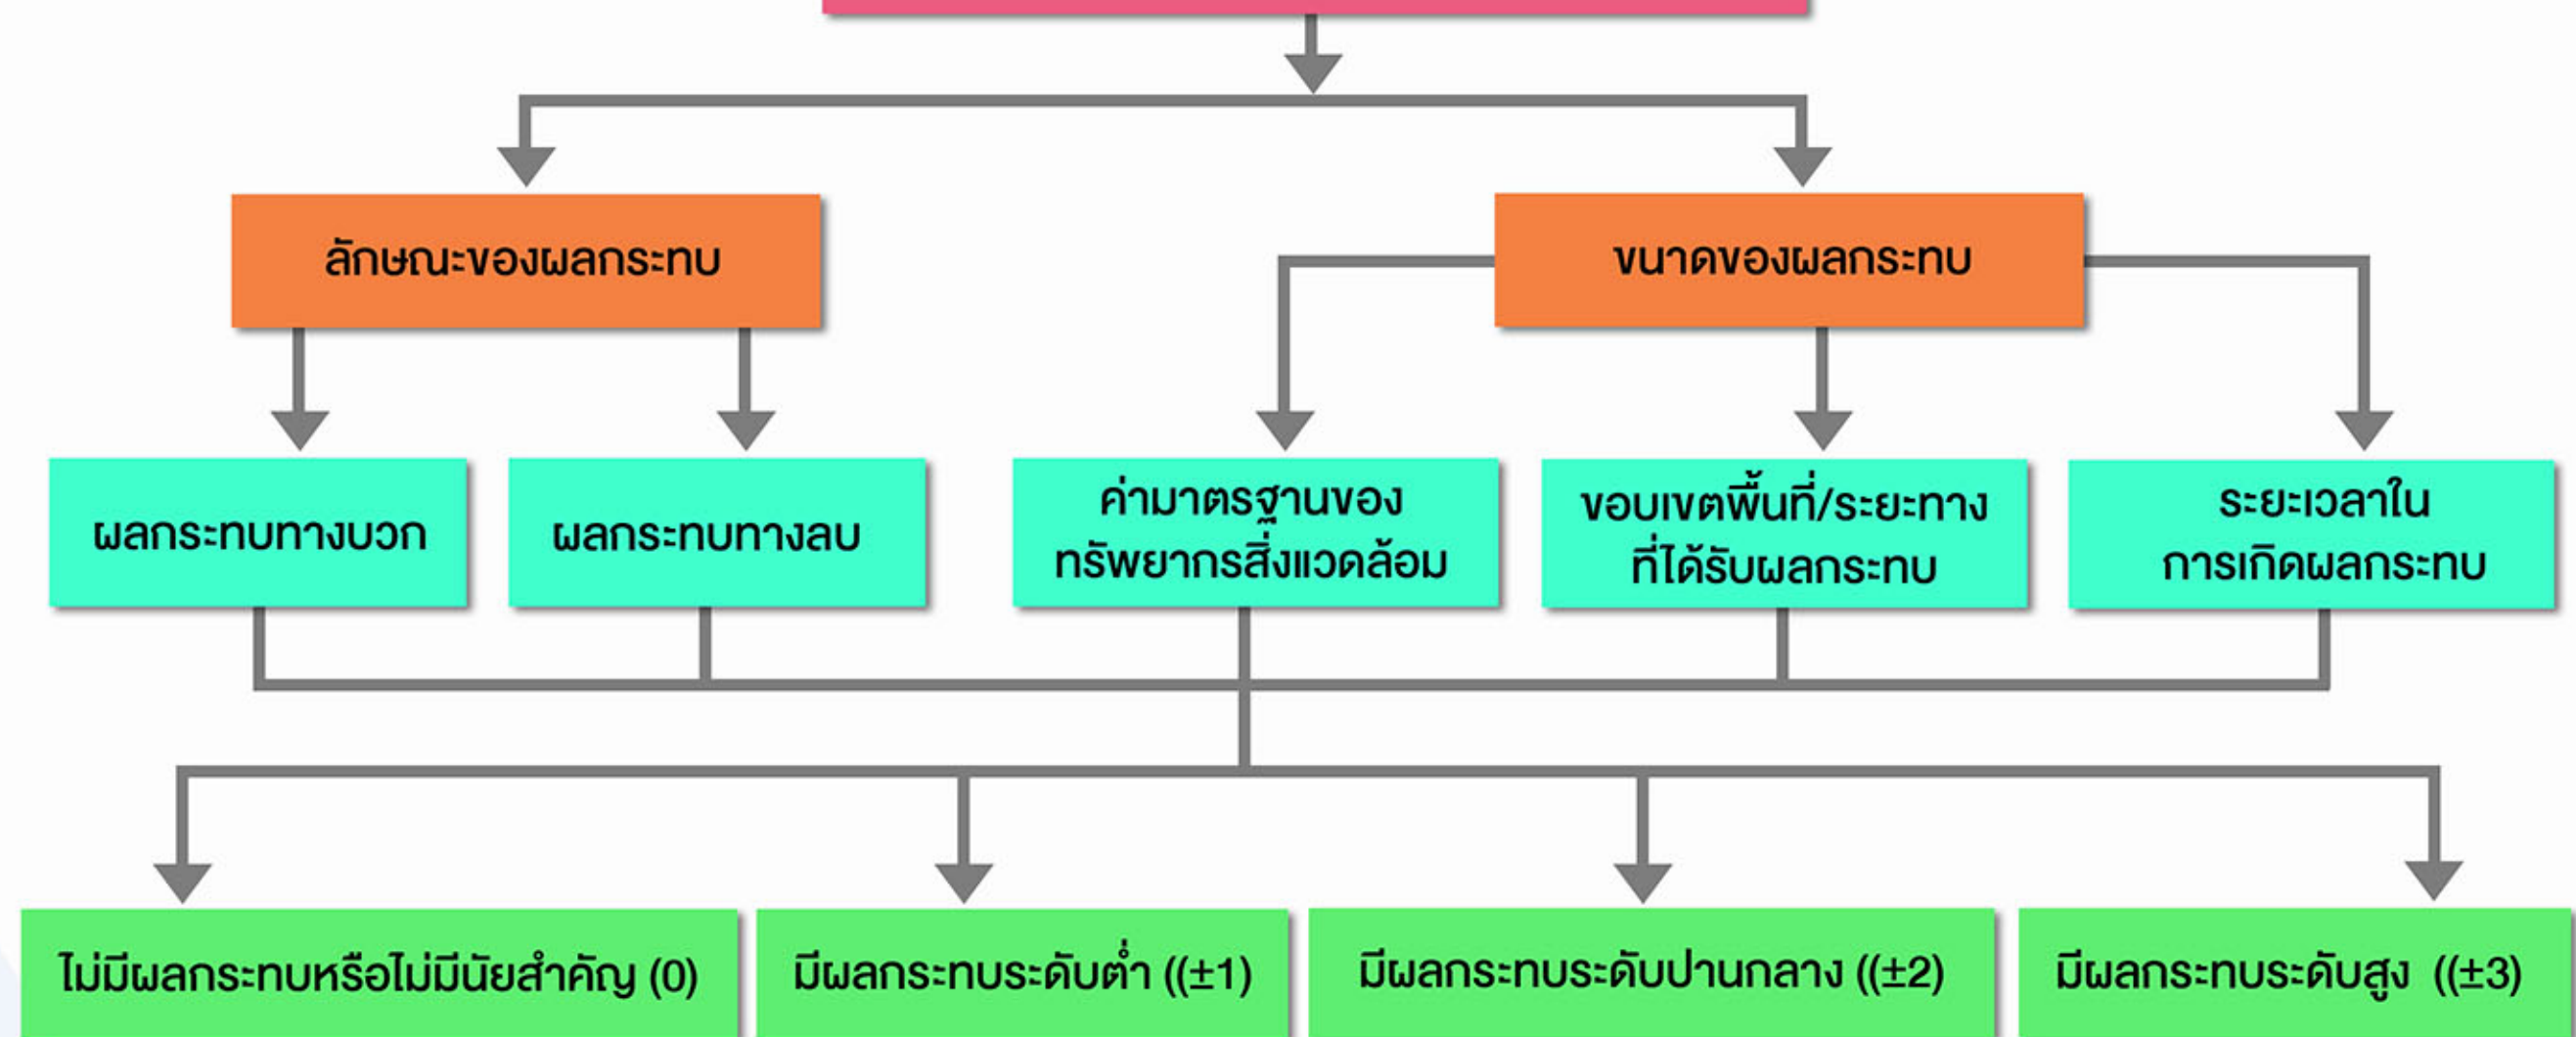 ลักษณะของผลกระทบ
ขนาดของผลกระทบ
ผลกระทบทางบวก
ผลกระทบทางลบ
ค่ามาตรฐานของ
ทรัพยากรสิ่งแวดล้อม
ขอบเขตพื้นที่/ระยะทาง
ที่ได้รับผลกระทบ
ระยะเวลาใน
การเกิดผลกระทบ
ไม่มีผลกระทบหรือไม่มีนัยสำคัญ (0)
มีผลกระทบระดับต่ำ ((±1)
มีผลกระทบระดับปานกลาง ((±2)
มีผลกระทบระดับสูง ((±3)